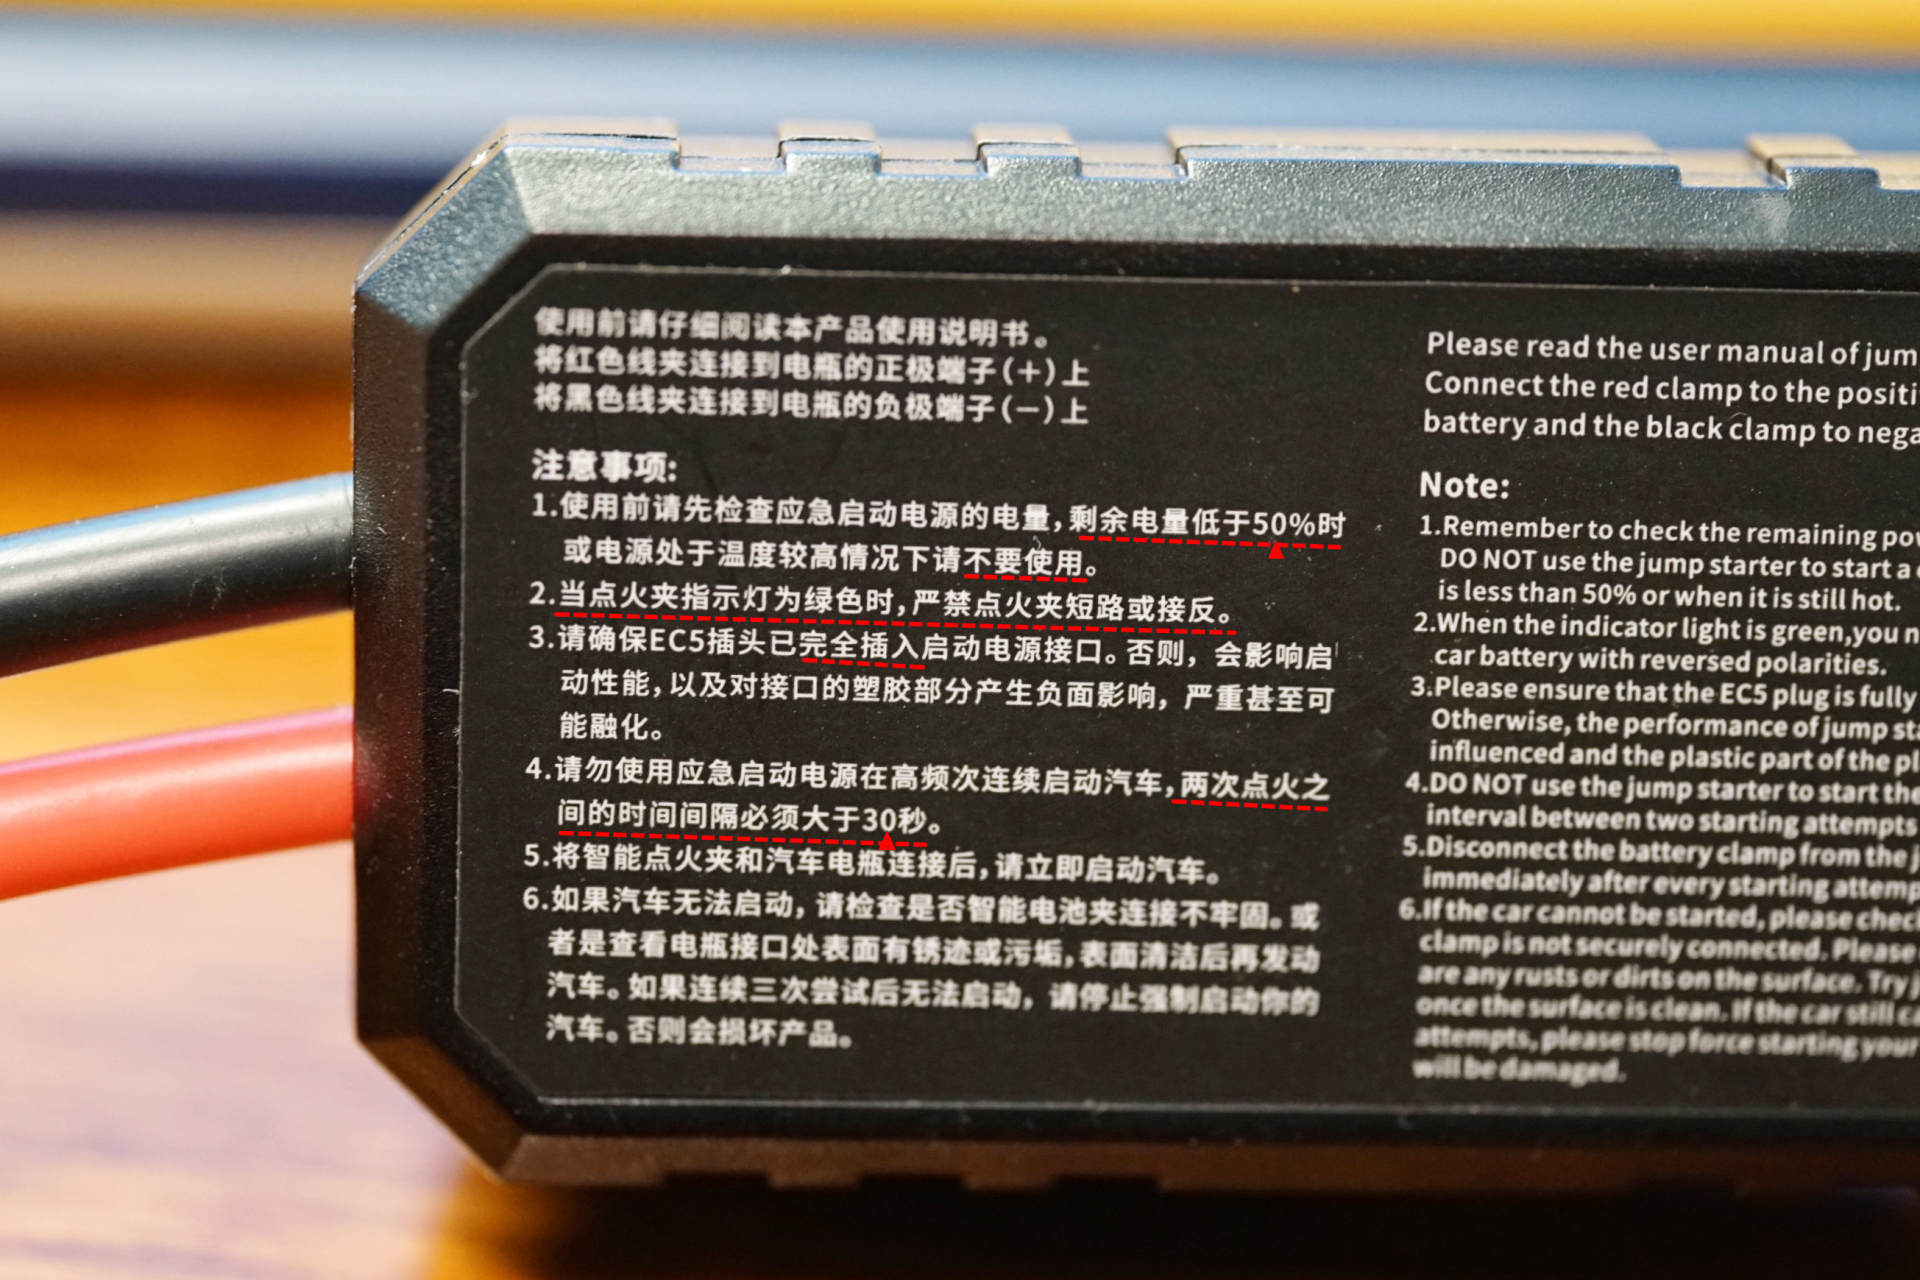 使用前请仔细阅读本产品使用说明书。
将红色线夹连接到电瓶的正极端子(+)上
将黑色线夹连接到电瓶的负极端子(—)上
注意事项:
1.使用前请先检查应急启动电源的电量,剩余电量低于50%时
或电源处于温度较高情况下请不要使用。
2.当点火夹指示灯为绿色时,严禁点火夹短路或接反。
3.请确保EC5插头已完全插入启动电源接口。否则，会影响启
动性能,以及对接口的塑胶部分产生负面影响，严重甚至可
能融化。
4.请勿使用应急启动电源在高频次连续启动汽车,两次点火之
间的时间间隔必须大于30秒。
5.将智能点火夹和汽车电瓶连接后,请立即启动汽车。
6.如果汽车无法启动，请检查是否智能电池夹连接不牢固。或
者是查看电瓶接口处表面有锈迹或污垢,表面清洁后再发动
汽车。如果连续三次尝试后无法启动，请停止强制启动你的
汽车。否则会损坏产品。
Please read the user manual of jum
Connect the red clamp to the positi
battery and the black clamp to nega
Note:
1.Remember to check the remaining pow
DO NOT use the jump starter to start a
is less than 50% or when it is still hot.
2.When the indicator light is green,you n
car battery with reversed polarities.
3.Please ensure that the EC5 plug is fully
Otherwise, the performance of jump sta
influenced and the plastic part of the pl
4.DO NOT use the jump starter to start the
interval between two starting attempts
5.Disconnect the battery clamp from the j
immediately after every starting attemp
6.If the car cannot be started, please check
clamp is not securely connected. Please
are any rusts or dirts on the surface. Try j
once the surface is clean. If the car still ca
attempts, please stop force starting your
will be damaged.